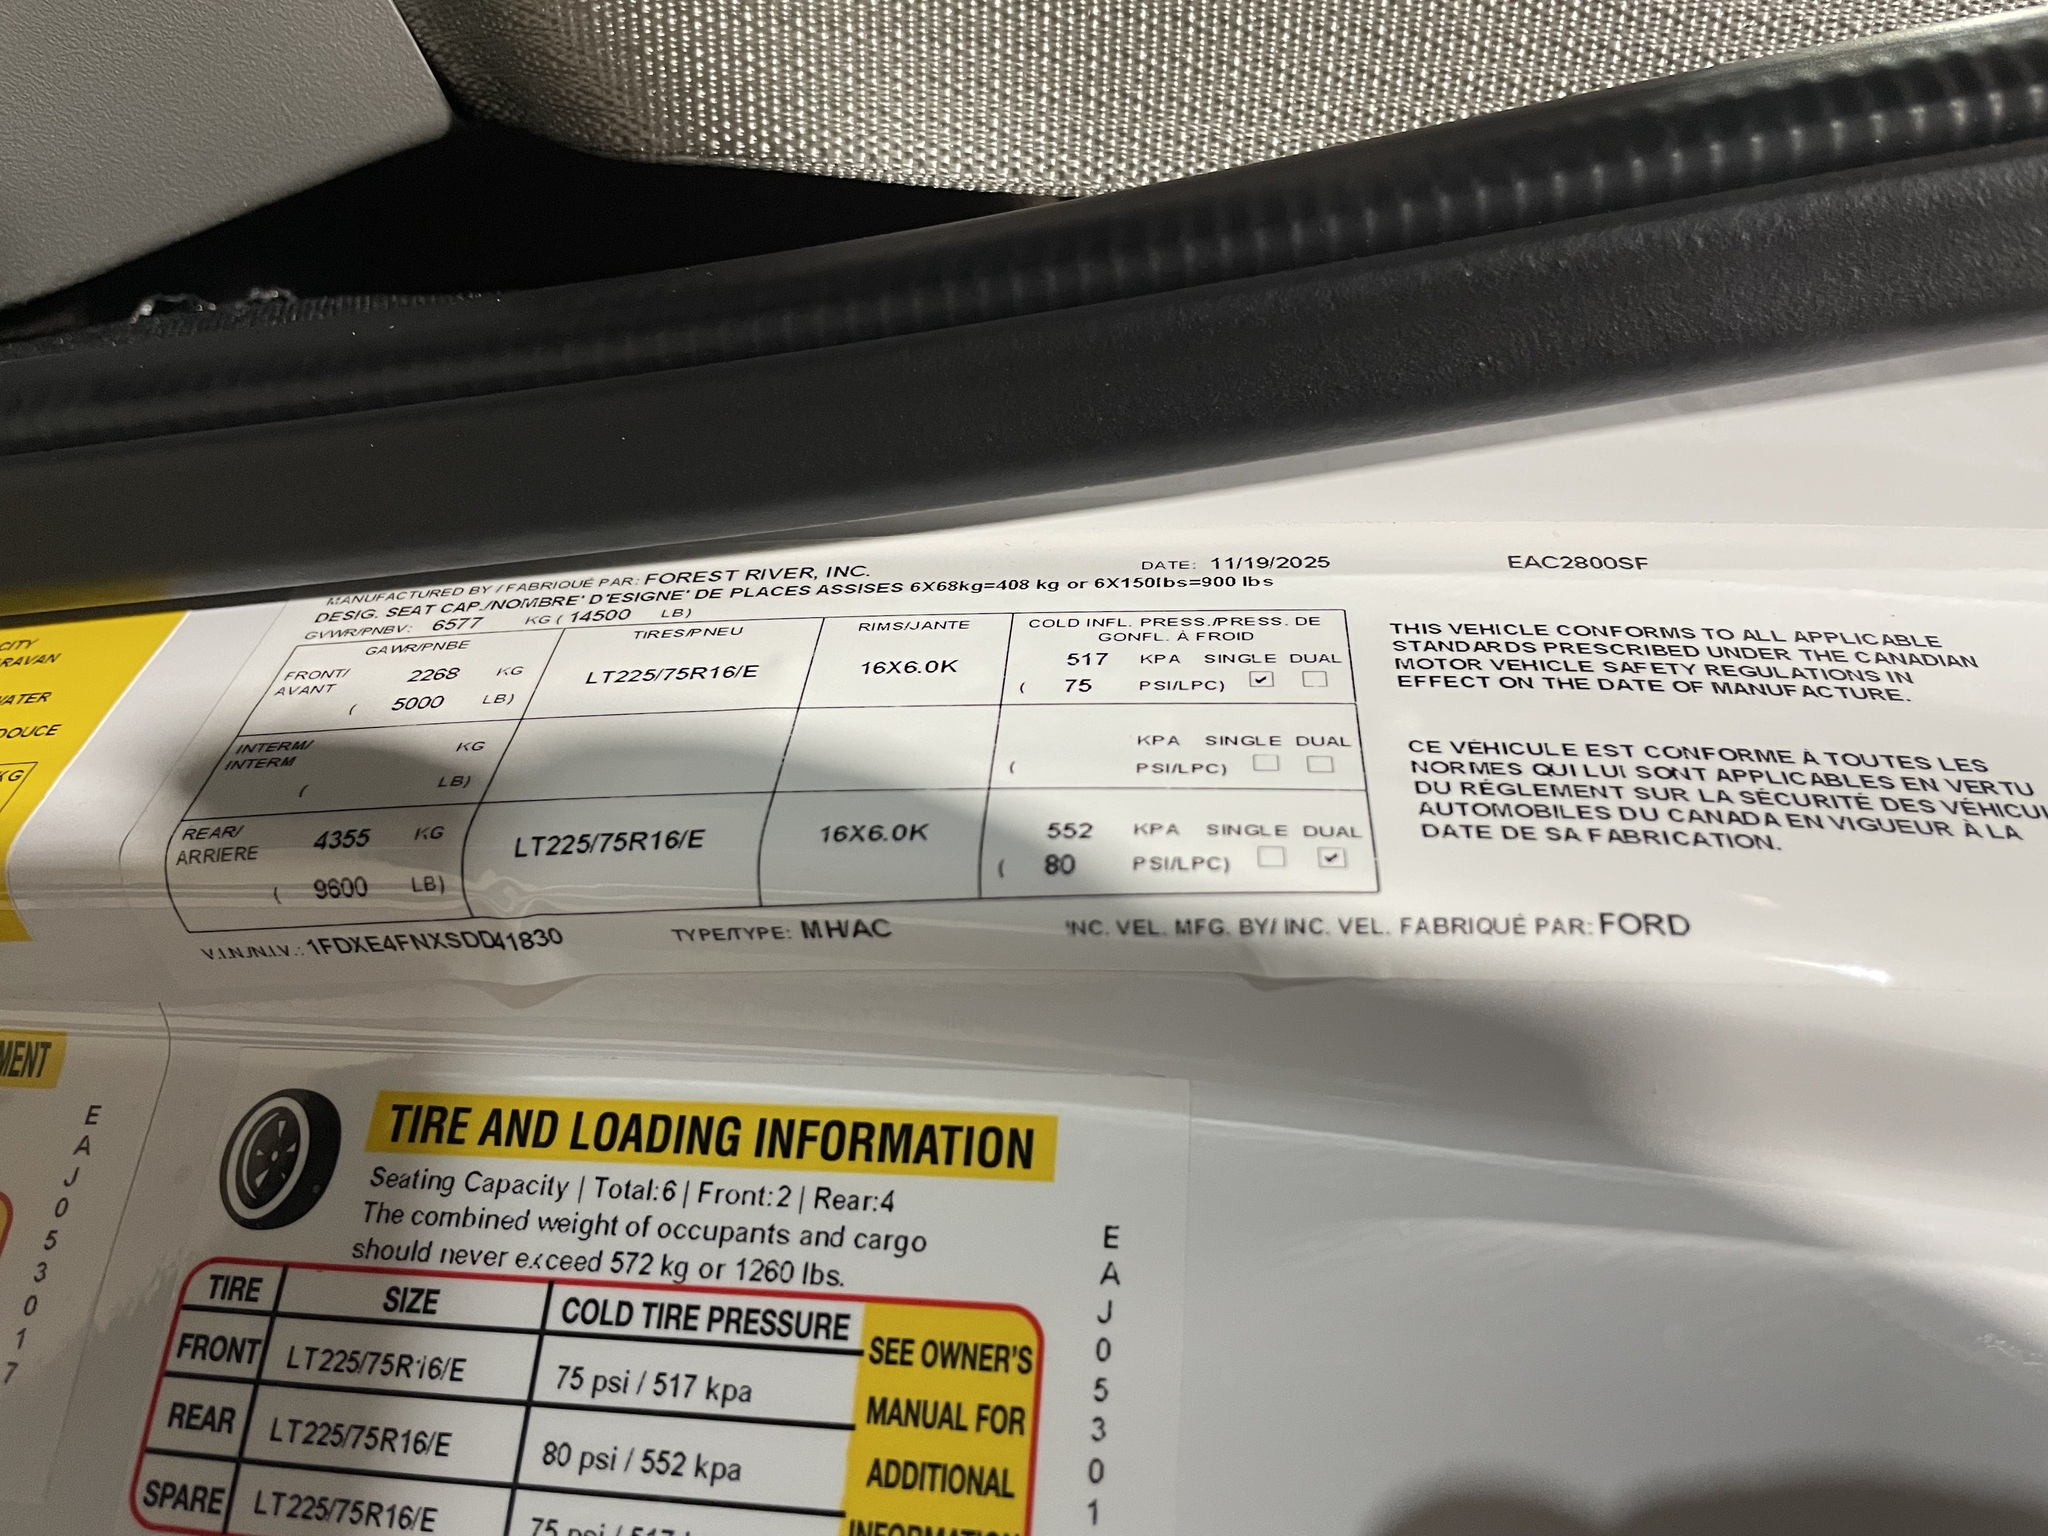 MANUFACTURED BY / FABRIQUÉ PAR: FOREST RIVER, INC.
DATE: 11/19/2025
EAC2800SF
DESIG. SEAT CAP./NOMBRE' D'ESIGNE' DE PLACES ASSISES 6X68kg=408 kg or 6X150lbs=900 lbs
GVWR/PNBV: 6577 KG ( 14500 LB)
GAWR/PNBE
TIRES/PNEU
RIMS/JANTE
COLD INFL. PRESS./PRESS. DE
GONFL. À FROID
FRONT/
AVANT
2268 KG
( 5000 LB)
LT225/75R16/E
16X6.0K
517 KPA SINGLE DUAL
( 75 PSI/LPC)
INTERM/
INTERM
KG
( LB)
KPA SINGLE DUAL
( PSI/LPC)
REAR/
ARRIERE
4355 KG
( 9600 LB)
LT225/75R16/E
16X6.0K
552 KPA SINGLE DUAL
( 80 PSI/LPC)
V.I.N./N.I.V.: 1FDXE4FNXSDD41830
TYPE/TYPE: MH/AC
INC. VEL. MFG. BY/ INC. VEL. FABRIQUÉ PAR: FORD
THIS VEHICLE CONFORMS TO ALL APPLICABLE
STANDARDS PRESCRIBED UNDER THE CANADIAN
MOTOR VEHICLE SAFETY REGULATIONS IN
EFFECT ON THE DATE OF MANUFACTURE.
CE VÉHICULE EST CONFORME À TOUTES LES
NORMES QUI LUI SONT APPLICABLES EN VERTU
DU RÉGLEMENT SUR LA SÉCURITÉ DES VÉHICU
AUTOMOBILES DU CANADA EN VIGUEUR À LA
DATE DE SA FABRICATION.
CITY
RAVAN
WATER
DOUCE
KG
MENT
EAJ053017
TIRE AND LOADING INFORMATION
Seating Capacity | Total:6 | Front:2 | Rear:4
The combined weight of occupants and cargo
should never exceed 572 kg or 1260 lbs.
TIRE SIZE COLD TIRE PRESSURE
FRONT LT225/75R16/E 75 psi / 517 kpa
REAR LT225/75R16/E 80 psi / 552 kpa
SPARE LT225/75R16/E 75 psi / 517
SEE OWNER'S
MANUAL FOR
ADDITIONAL
INFORMATION
EAJ05301